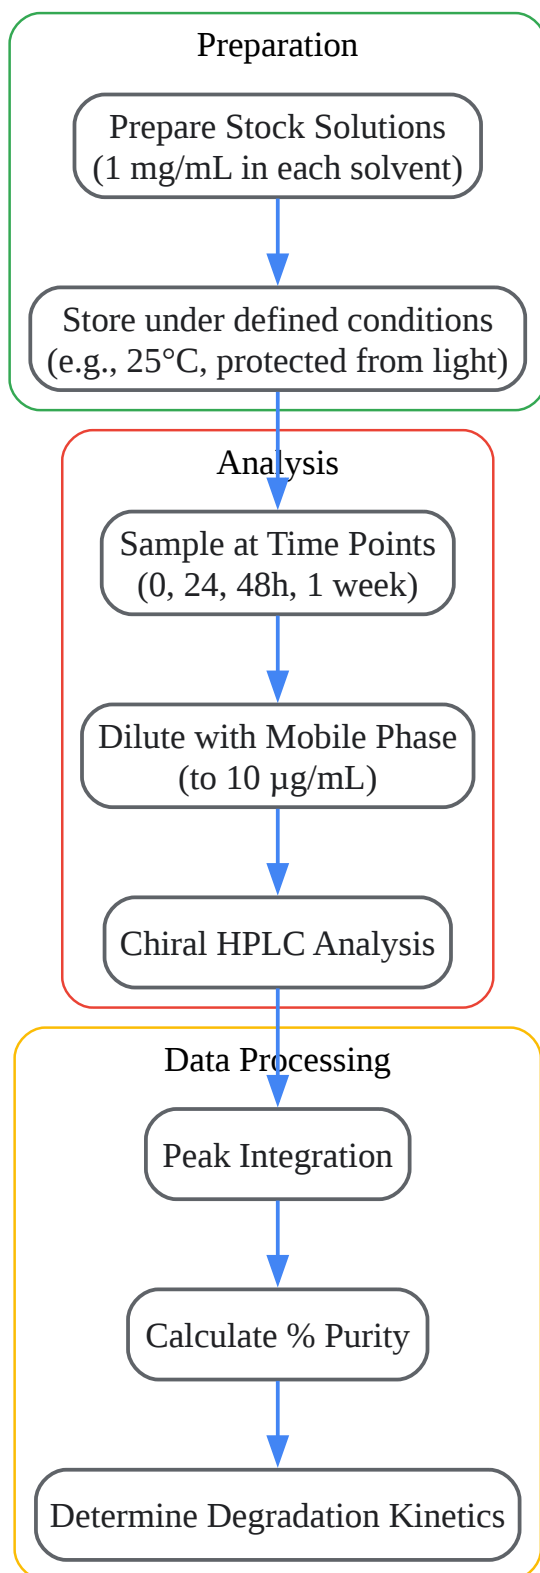 Preparation
Prepare Stock Solutions
(1 mg/mL in each solvent)
Store under defined conditions
(e.g., 25°C, protected from light)
Analysis
Sample at Time Points
(0, 24, 48h, 1 week)
Dilute with Mobile Phase
(to 10 µg/mL)
Chiral HPLC Analysis
Data Processing
Peak Integration
Calculate % Purity
Determine Degradation Kinetics